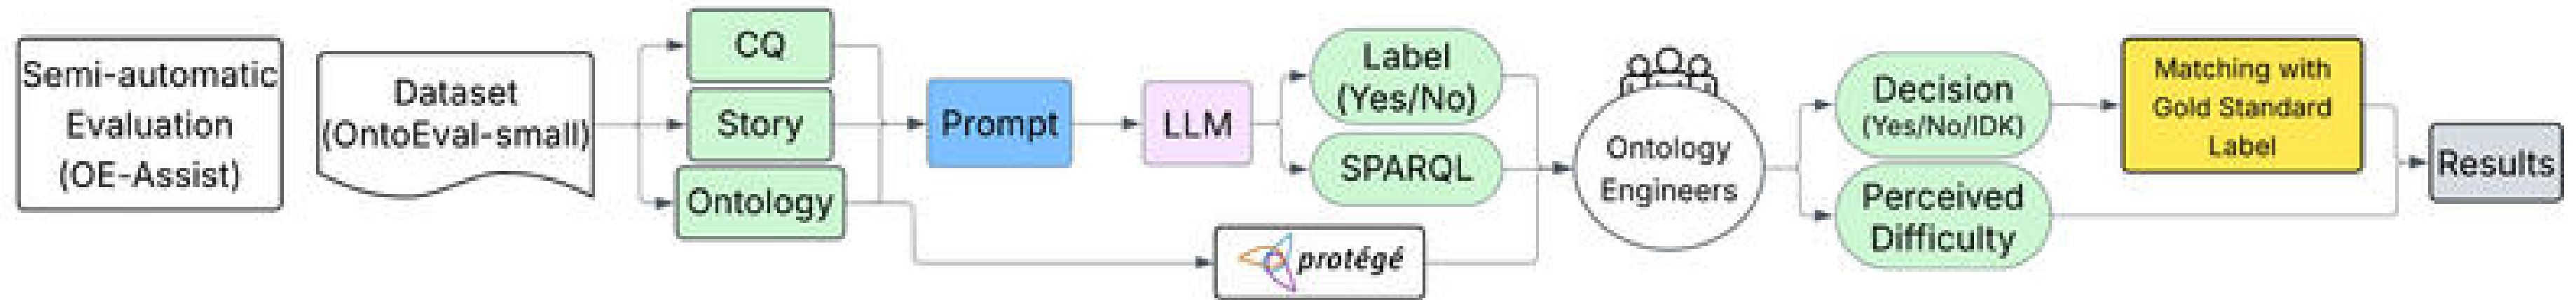 Semi-automatic
Evaluation
(OE-Assist)
Dataset
(OntoEval-small)
CQ
Story
Ontology
Prompt
LLM
Label
(Yes/No)
SPARQL
protégé
Ontology
Engineers
Decision
(Yes/No/IDK)
Perceived
Difficulty
Matching with
Gold Standard
Label
Results